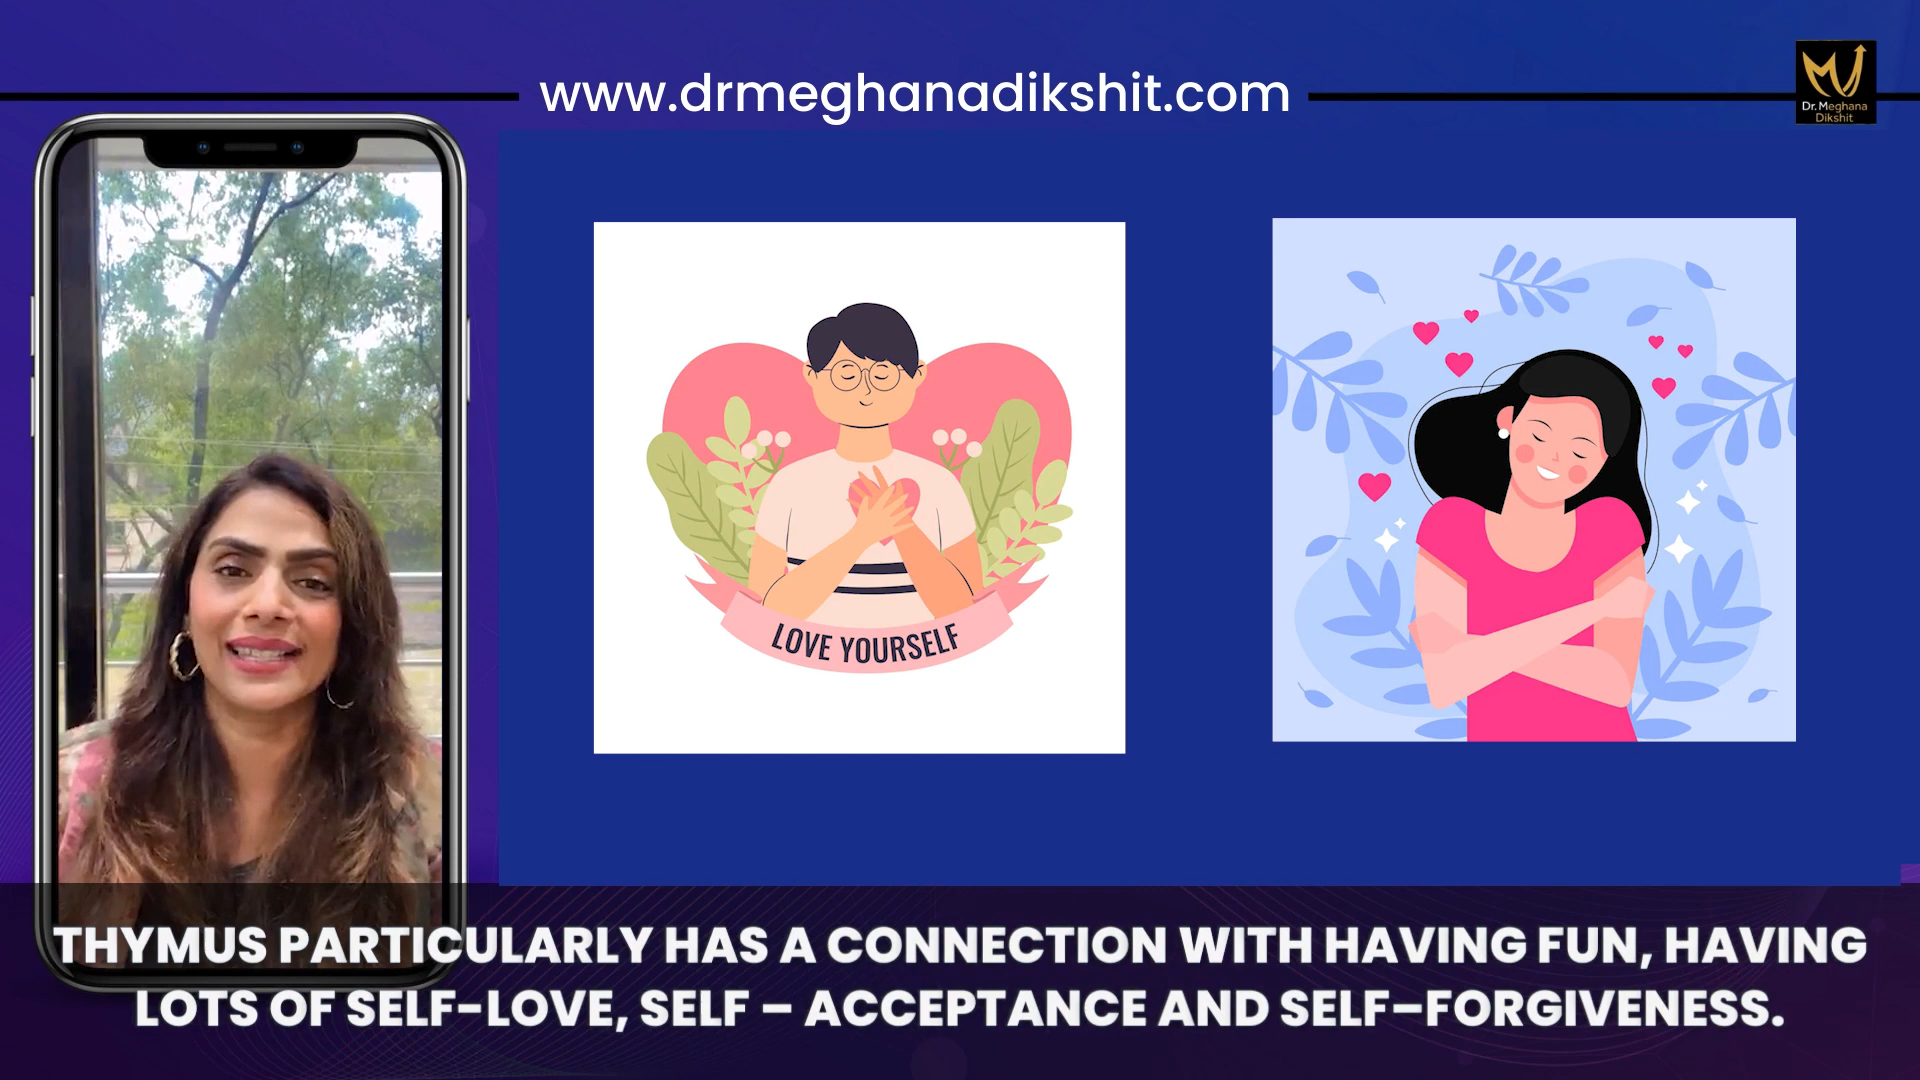 www.drmeghanadikshit.com
Dr. Meghana
Dikshit
LOVE YOURSELF
THYMUS PARTICULARLY HAS A CONNECTION WITH HAVING FUN, HAVING
LOTS OF SELF-LOVE, SELF – ACCEPTANCE AND SELF–FORGIVENESS.